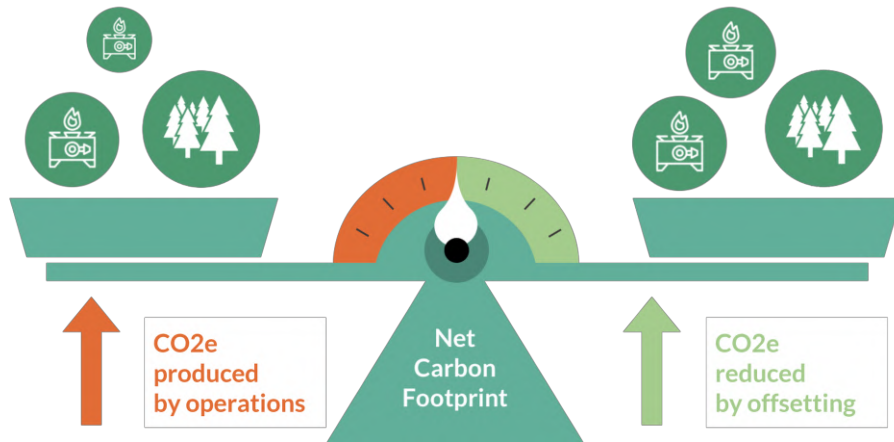 Net
Carbon
Footprint
CO2e
produced
by operations
CO2e
reduced
by offsetting